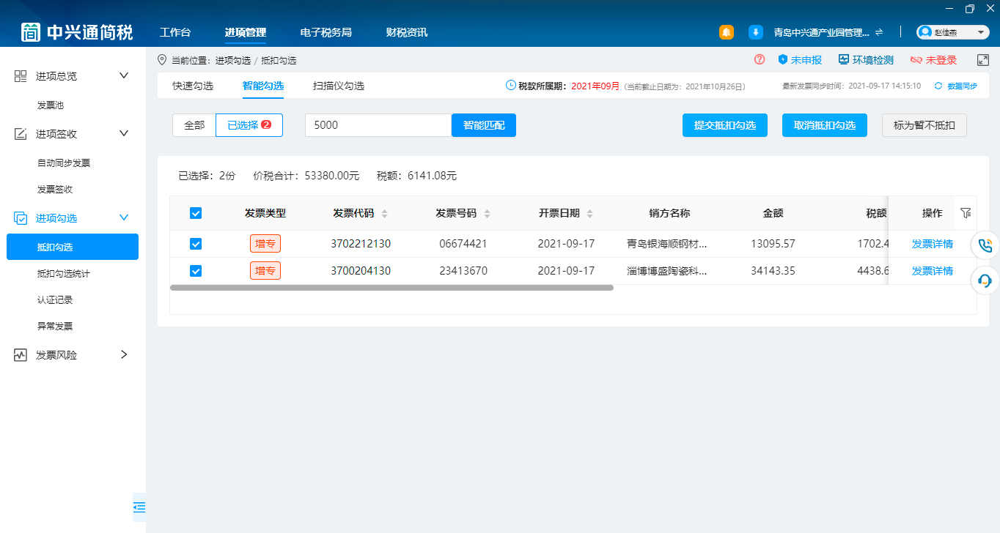 简 中兴通简税 工作台 进项管理 电子税务局 财税资讯 青岛中兴通产业园管理... 赵佳燕
当前位置：进项勾选 / 抵扣勾选 未申报 环境检测 未登录
进项总览
发票池
进项签收
自动同步发票
发票签收
进项勾选
抵扣勾选
抵扣勾选统计
认证记录
异常发票
发票风险
快速勾选 智能勾选 扫描仪勾选 税款所属期：2021年09月（当前截止日期为：2021年10月26日） 最新发票同步时间：2021-09-17 14:15:10 数据同步
全部 已选择 2 5000 智能匹配 提交抵扣勾选 取消抵扣勾选 标为暂不抵扣
已选择：2份 价税合计：53380.00元 税额：6141.08元
发票类型 发票代码 发票号码 开票日期 销方名称 金额 税额 操作
增专 3702212130 06674421 2021-09-17 青岛银海顺钢材... 13095.57 1702.4 发票详情
增专 3700204130 23413670 2021-09-17 淄博博盛陶瓷科... 34143.35 4438.6 发票详情